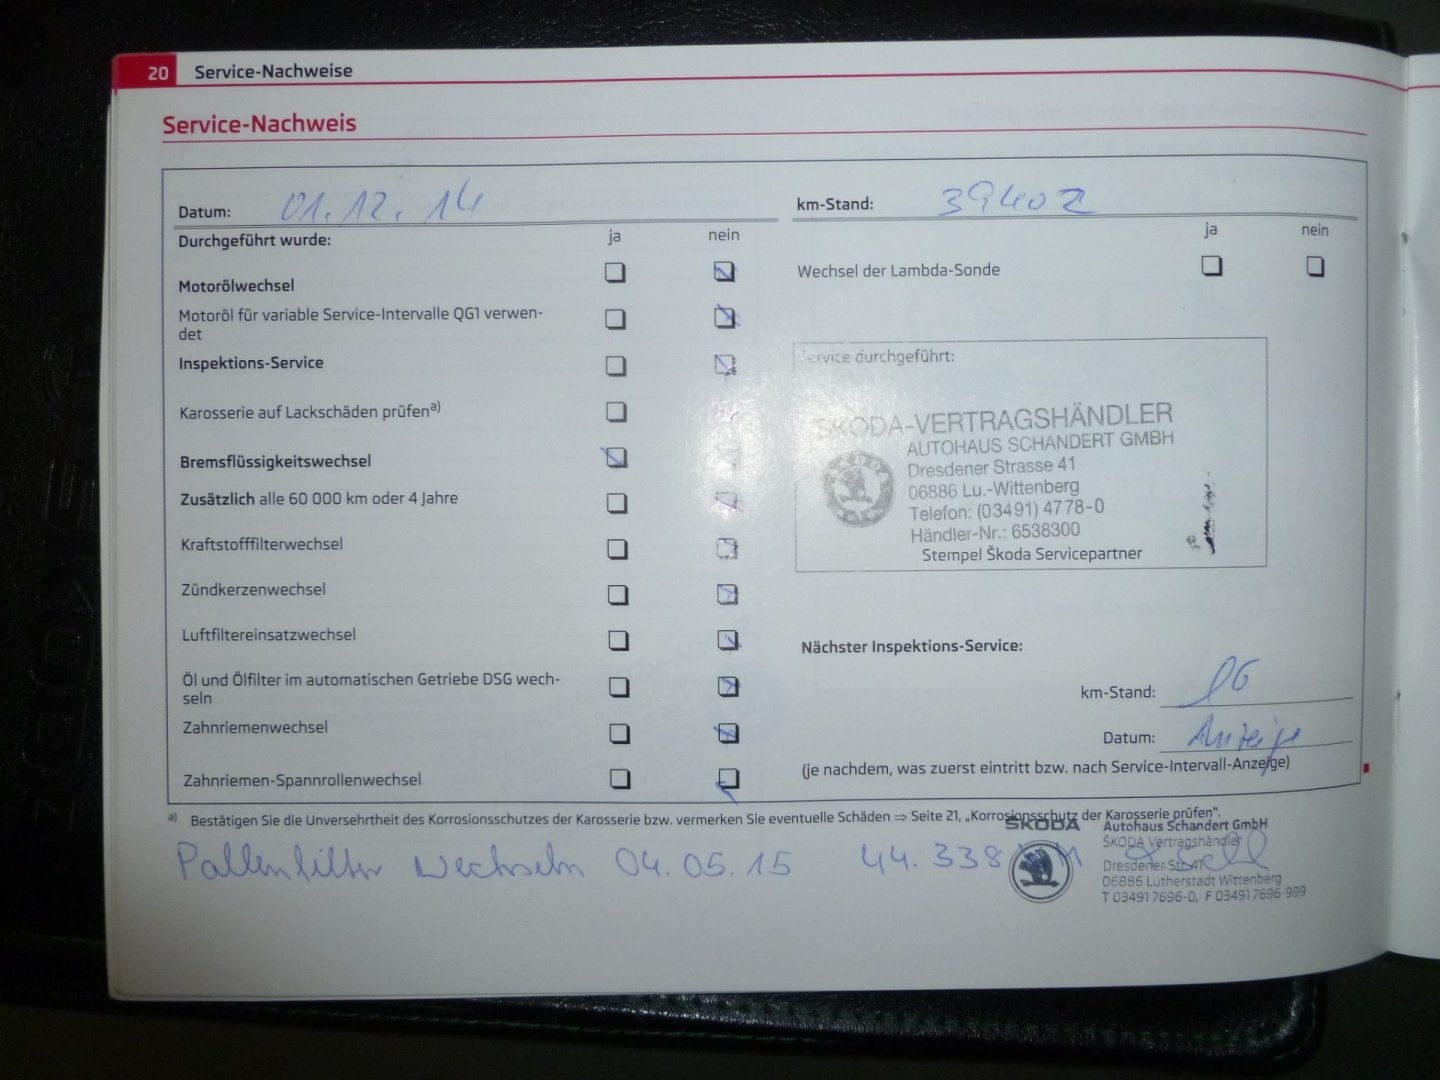 20 Service-Nachweise
Service-Nachweis
Datum: 01.12.14
km-Stand: 39402
Durchgeführt wurde: ja nein
ja nein
Motorölwechsel
Wechsel der Lambda-Sonde
Motoröl für variable Service-Intervalle QG1 verwen-
det
Inspektions-Service
Karosserie auf Lackschäden prüfen a)
Bremsflüssigkeitswechsel
Zusätzlich alle 60 000 km oder 4 Jahre
Kraftstofffilterwechsel
Zündkerzenwechsel
Luftfiltereinsatzwechsel
Öl und Ölfilter im automatischen Getriebe DSG wech-
seln
Zahnriemenwechsel
Zahnriemen-Spannrollenwechsel
Service durchgeführt:
SKODA-VERTRAGSHÄNDLER
AUTOHAUS SCHANDERT GMBH
Dresdener Strasse 41
06886 Lu.-Wittenberg
Telefon: (03491) 4778-0
Händler-Nr.: 6538300
Stempel Škoda Servicepartner
Nächster Inspektions-Service:
km-Stand:
Datum: Anzeige
(je nachdem, was zuerst eintritt bzw. nach Service-Intervall-Anzeige)
a) Bestätigen Sie die Unversehrtheit des Korrosionsschutzes der Karosserie bzw. vermerken Sie eventuelle Schäden ⇒ Seite 21, „Korrosionsschutz der Karosserie prüfen".
Pollenfilter Wechseln 04.05.15 44.338 KM
ŠKODA
Autohaus Schandert GmbH
ŠKODA Vertragshändler
Dresdener Str. 41
06886 Lutherstadt Wittenberg
T 03491 7696-0, F 03491 7696-999